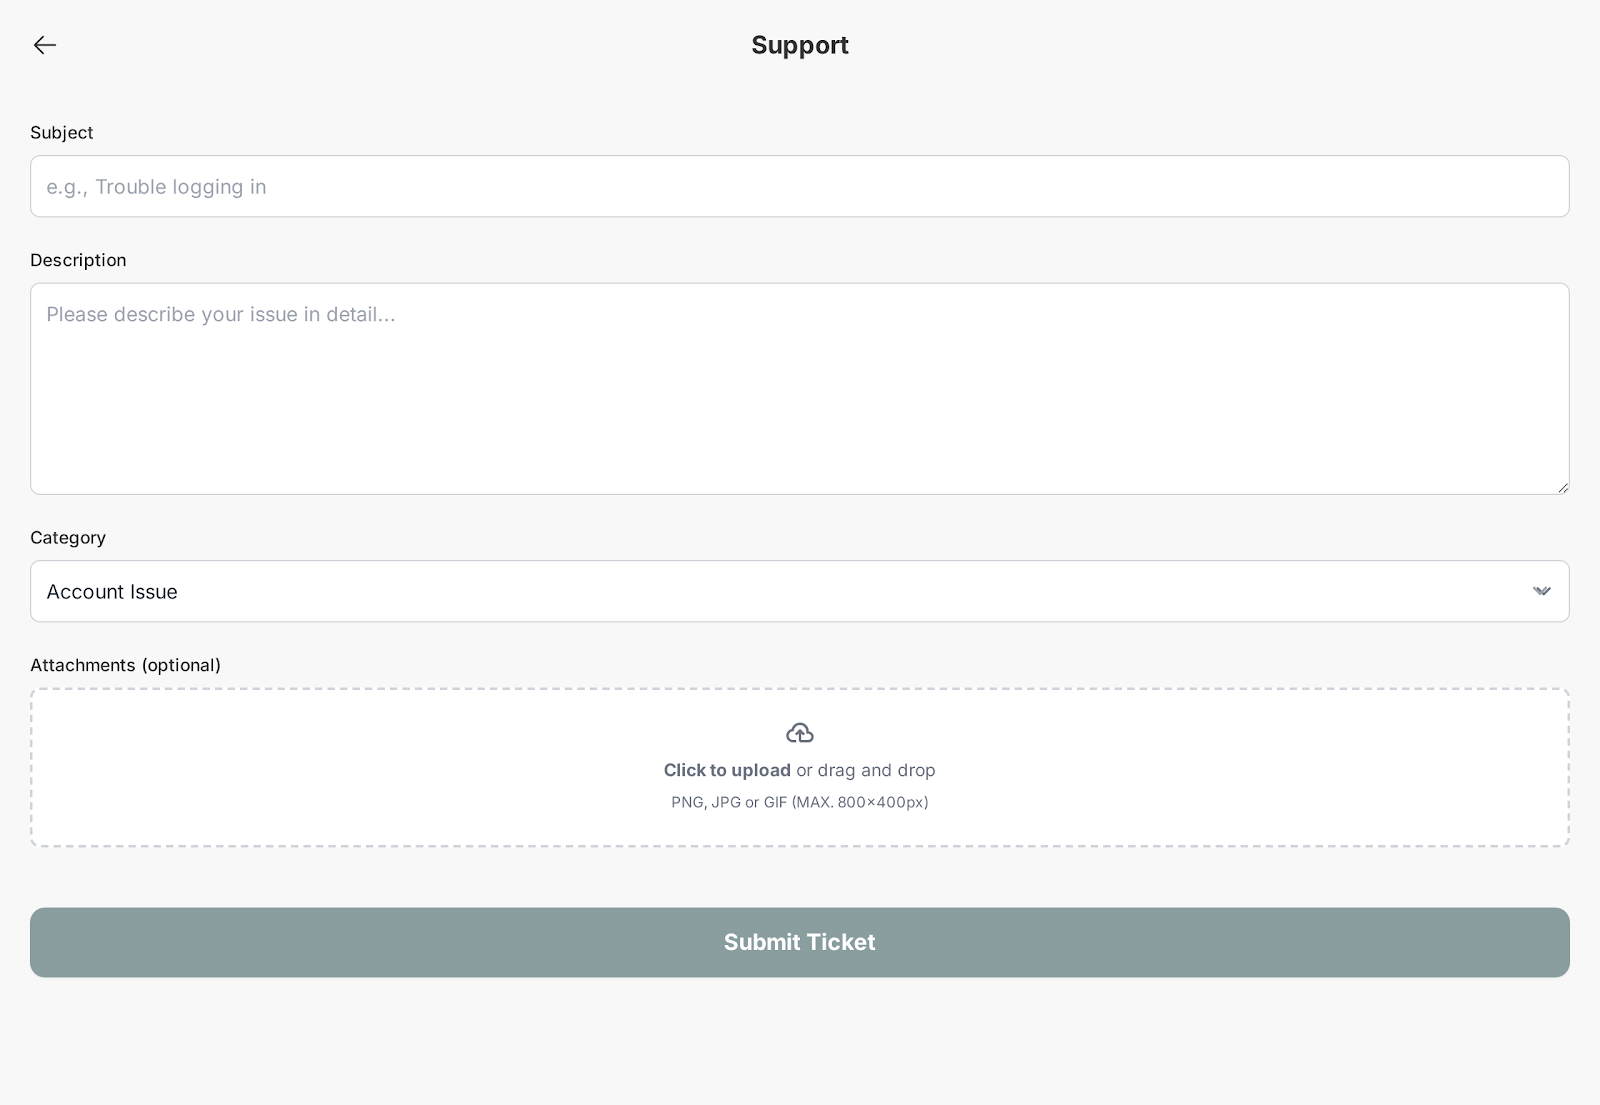 Support
Subject
e.g., Trouble logging in
Description
Please describe your issue in detail...
Category
Account Issue
Attachments (optional)
Click to upload or drag and drop
PNG, JPG or GIF (MAX. 800×400px)
Submit Ticket